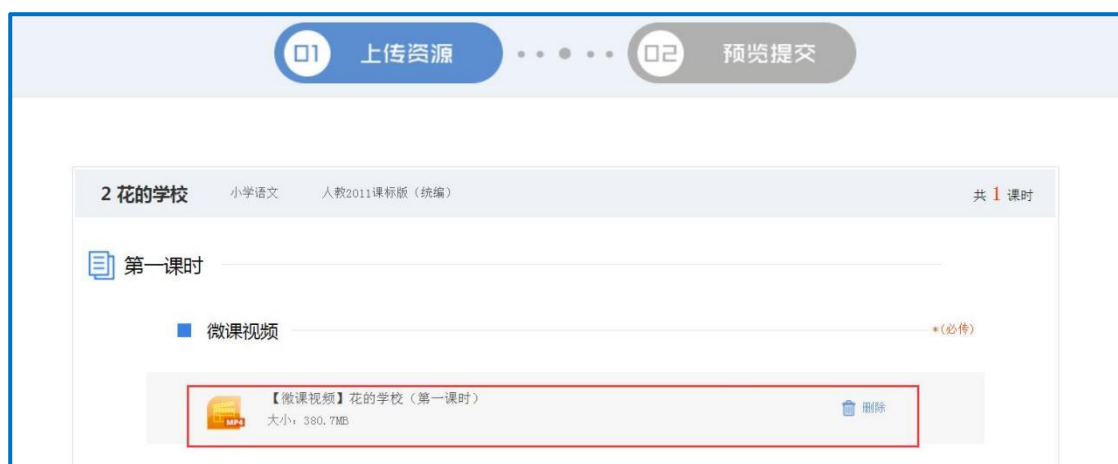 01 上传资源 02 预览提交
2 花的学校 小学语文 人教2011课标版（统编） 共 1 课时
第一课时
微课视频 *(必传)
【微课视频】花的学校（第一课时）
MP4 大小：380.7MB 删除